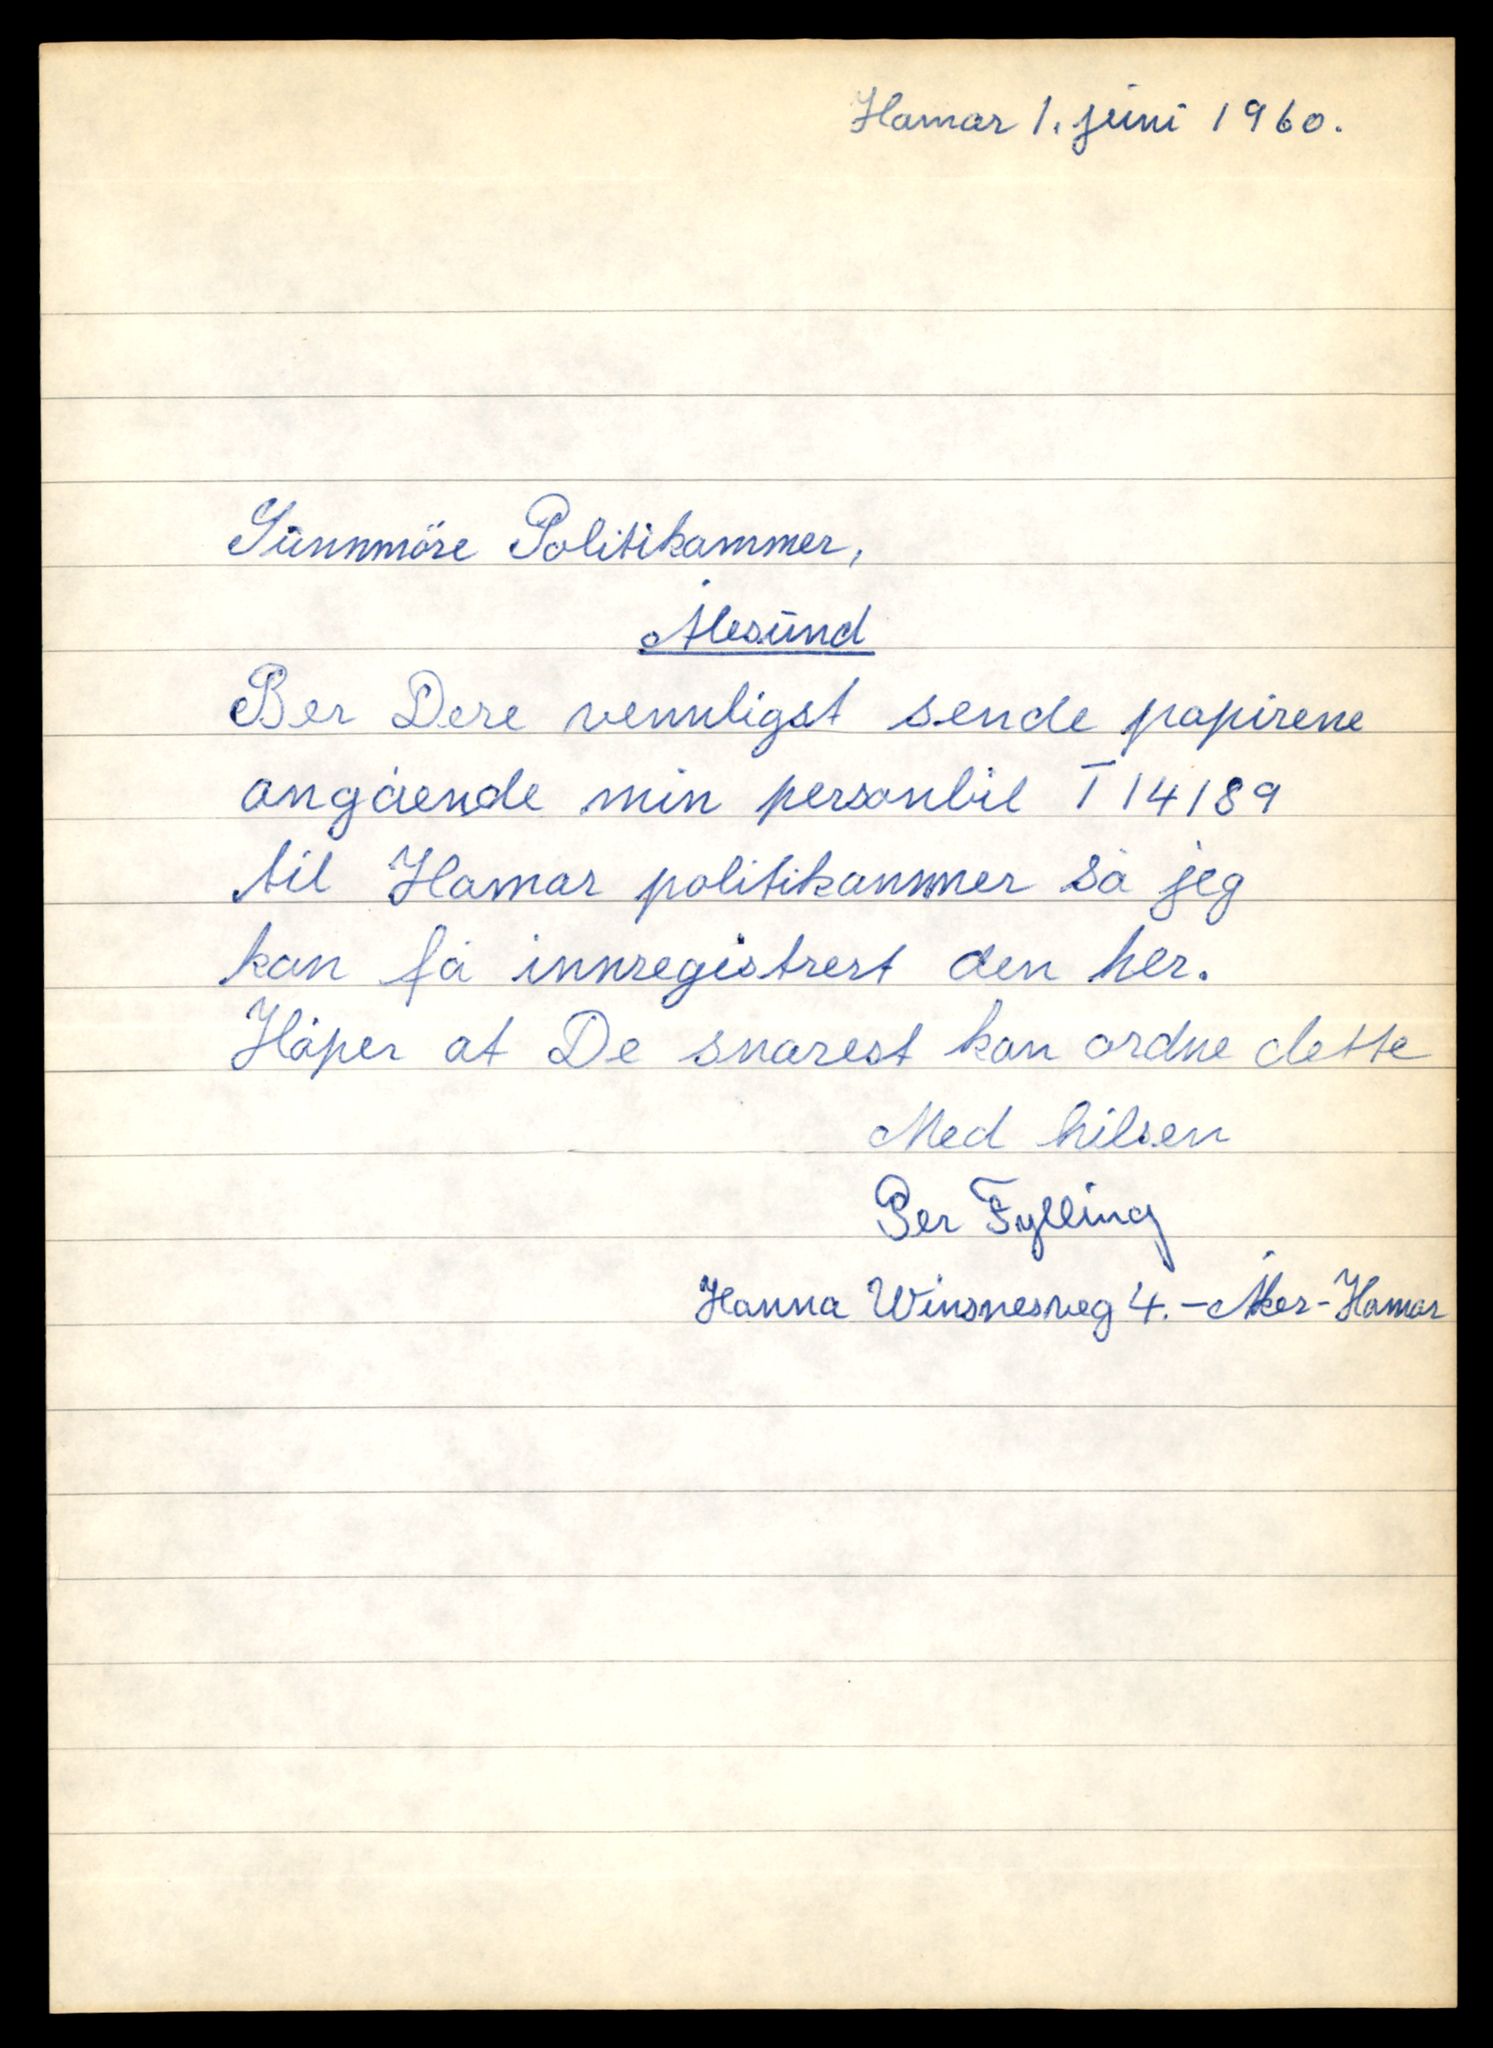 Hamar 1. juni 1960.
Sunnmöre Politikammer,
Ålesund
Ber Dere vennligst sende papirene
angående min personbil T 14189
til Hamar politikammer så jeg
kan få innregistrert den her.
Håper at De snarest kan ordne dette
Med hilsen
Per Fylling
Hanna Winsnesveg 4. - Åker - Hamar